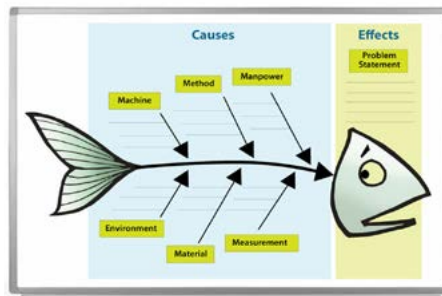 Causes
Effects
Problem
Statement
Manpower
Method
Machine
Environment
Material
Measurement